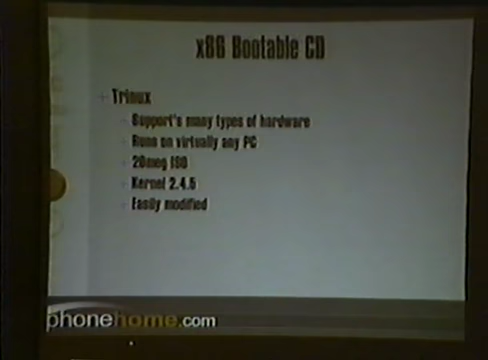 x86 Bootable CD
Trinux
Support's many types of hardware
Runs on virtually any PC
20meg ISO
Kernel 2.4.5
Easily modified
phonehome.com